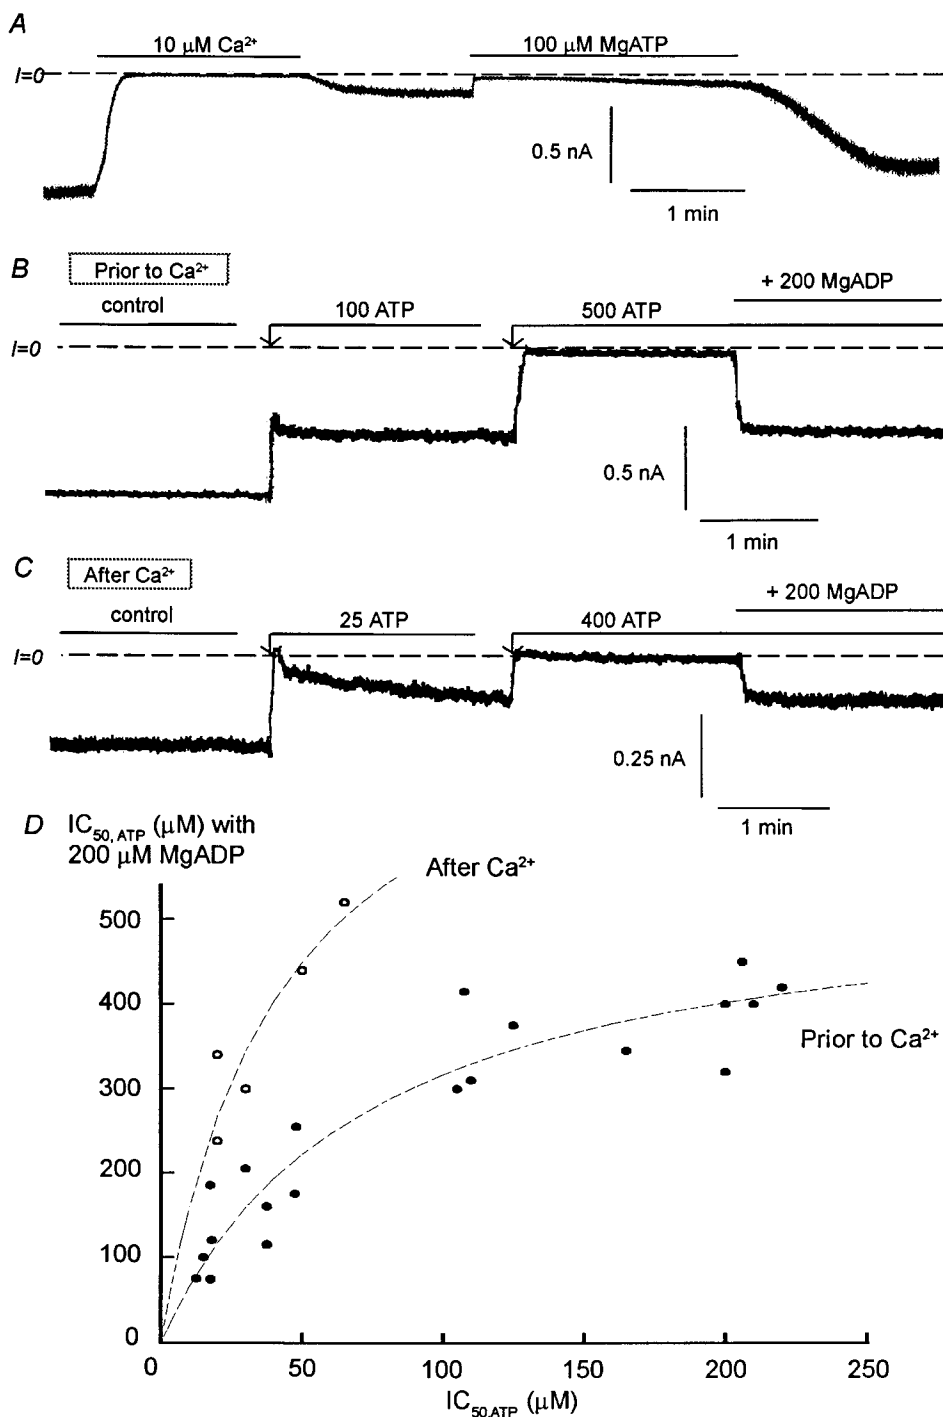 A
10 μM Ca²⁺
100 μM MgATP
I=0
0.5 nA
1 min
B
Prior to Ca²⁺
+ 200 MgADP
control
100 ATP
500 ATP
I=0
0.5 nA
1 min
C
After Ca²⁺
+ 200 MgADP
control
25 ATP
400 ATP
I=0
0.25 nA
1 min
D IC50, ATP (μM) with
200 μM MgADP
After Ca²⁺
500
400
Prior to Ca²⁺
300
200
100
0
0 50 100 150 200 250
IC50,ATP (μM)